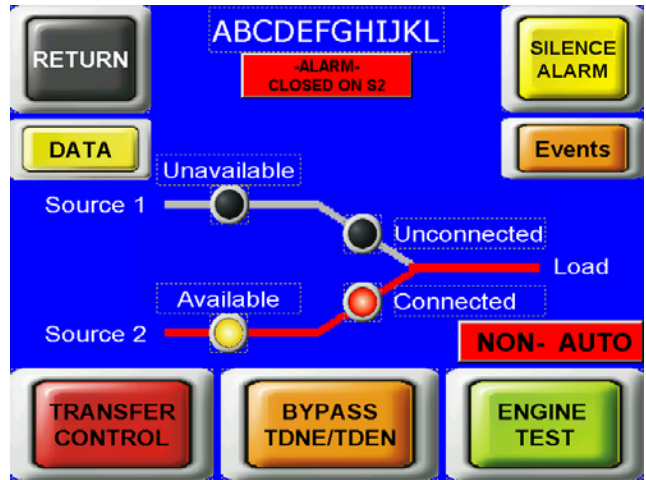 RETURN
ABCDEFGHIJKL
-ALARM-
CLOSED ON S2
SILENCE
ALARM
DATA
Events
Unavailable
Source 1
Unconnected
Load
Available
Connected
Source 2
NON- AUTO
TRANSFER
CONTROL
BYPASS
TDNE/TDEN
ENGINE
TEST